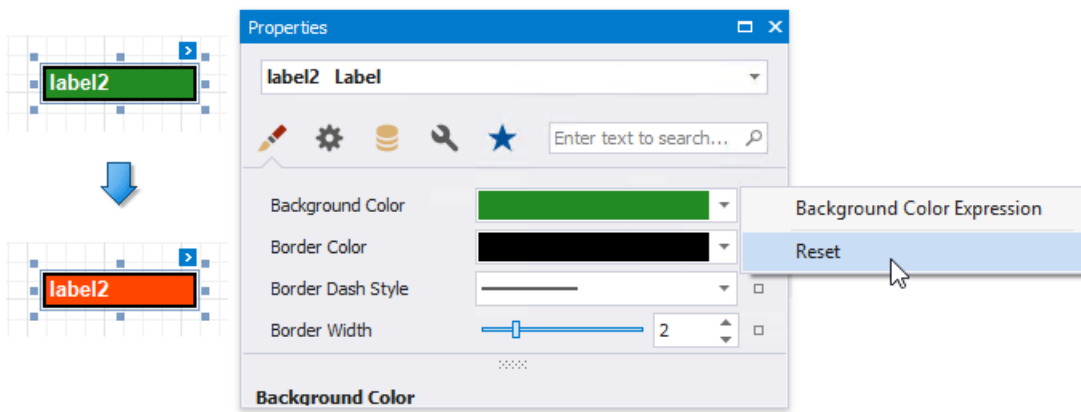 label2
label2
Properties
label2 Label
Enter text to search...
Background Color
Border Color
Border Dash Style
Border Width
2
Background Color
Background Color Expression
Reset